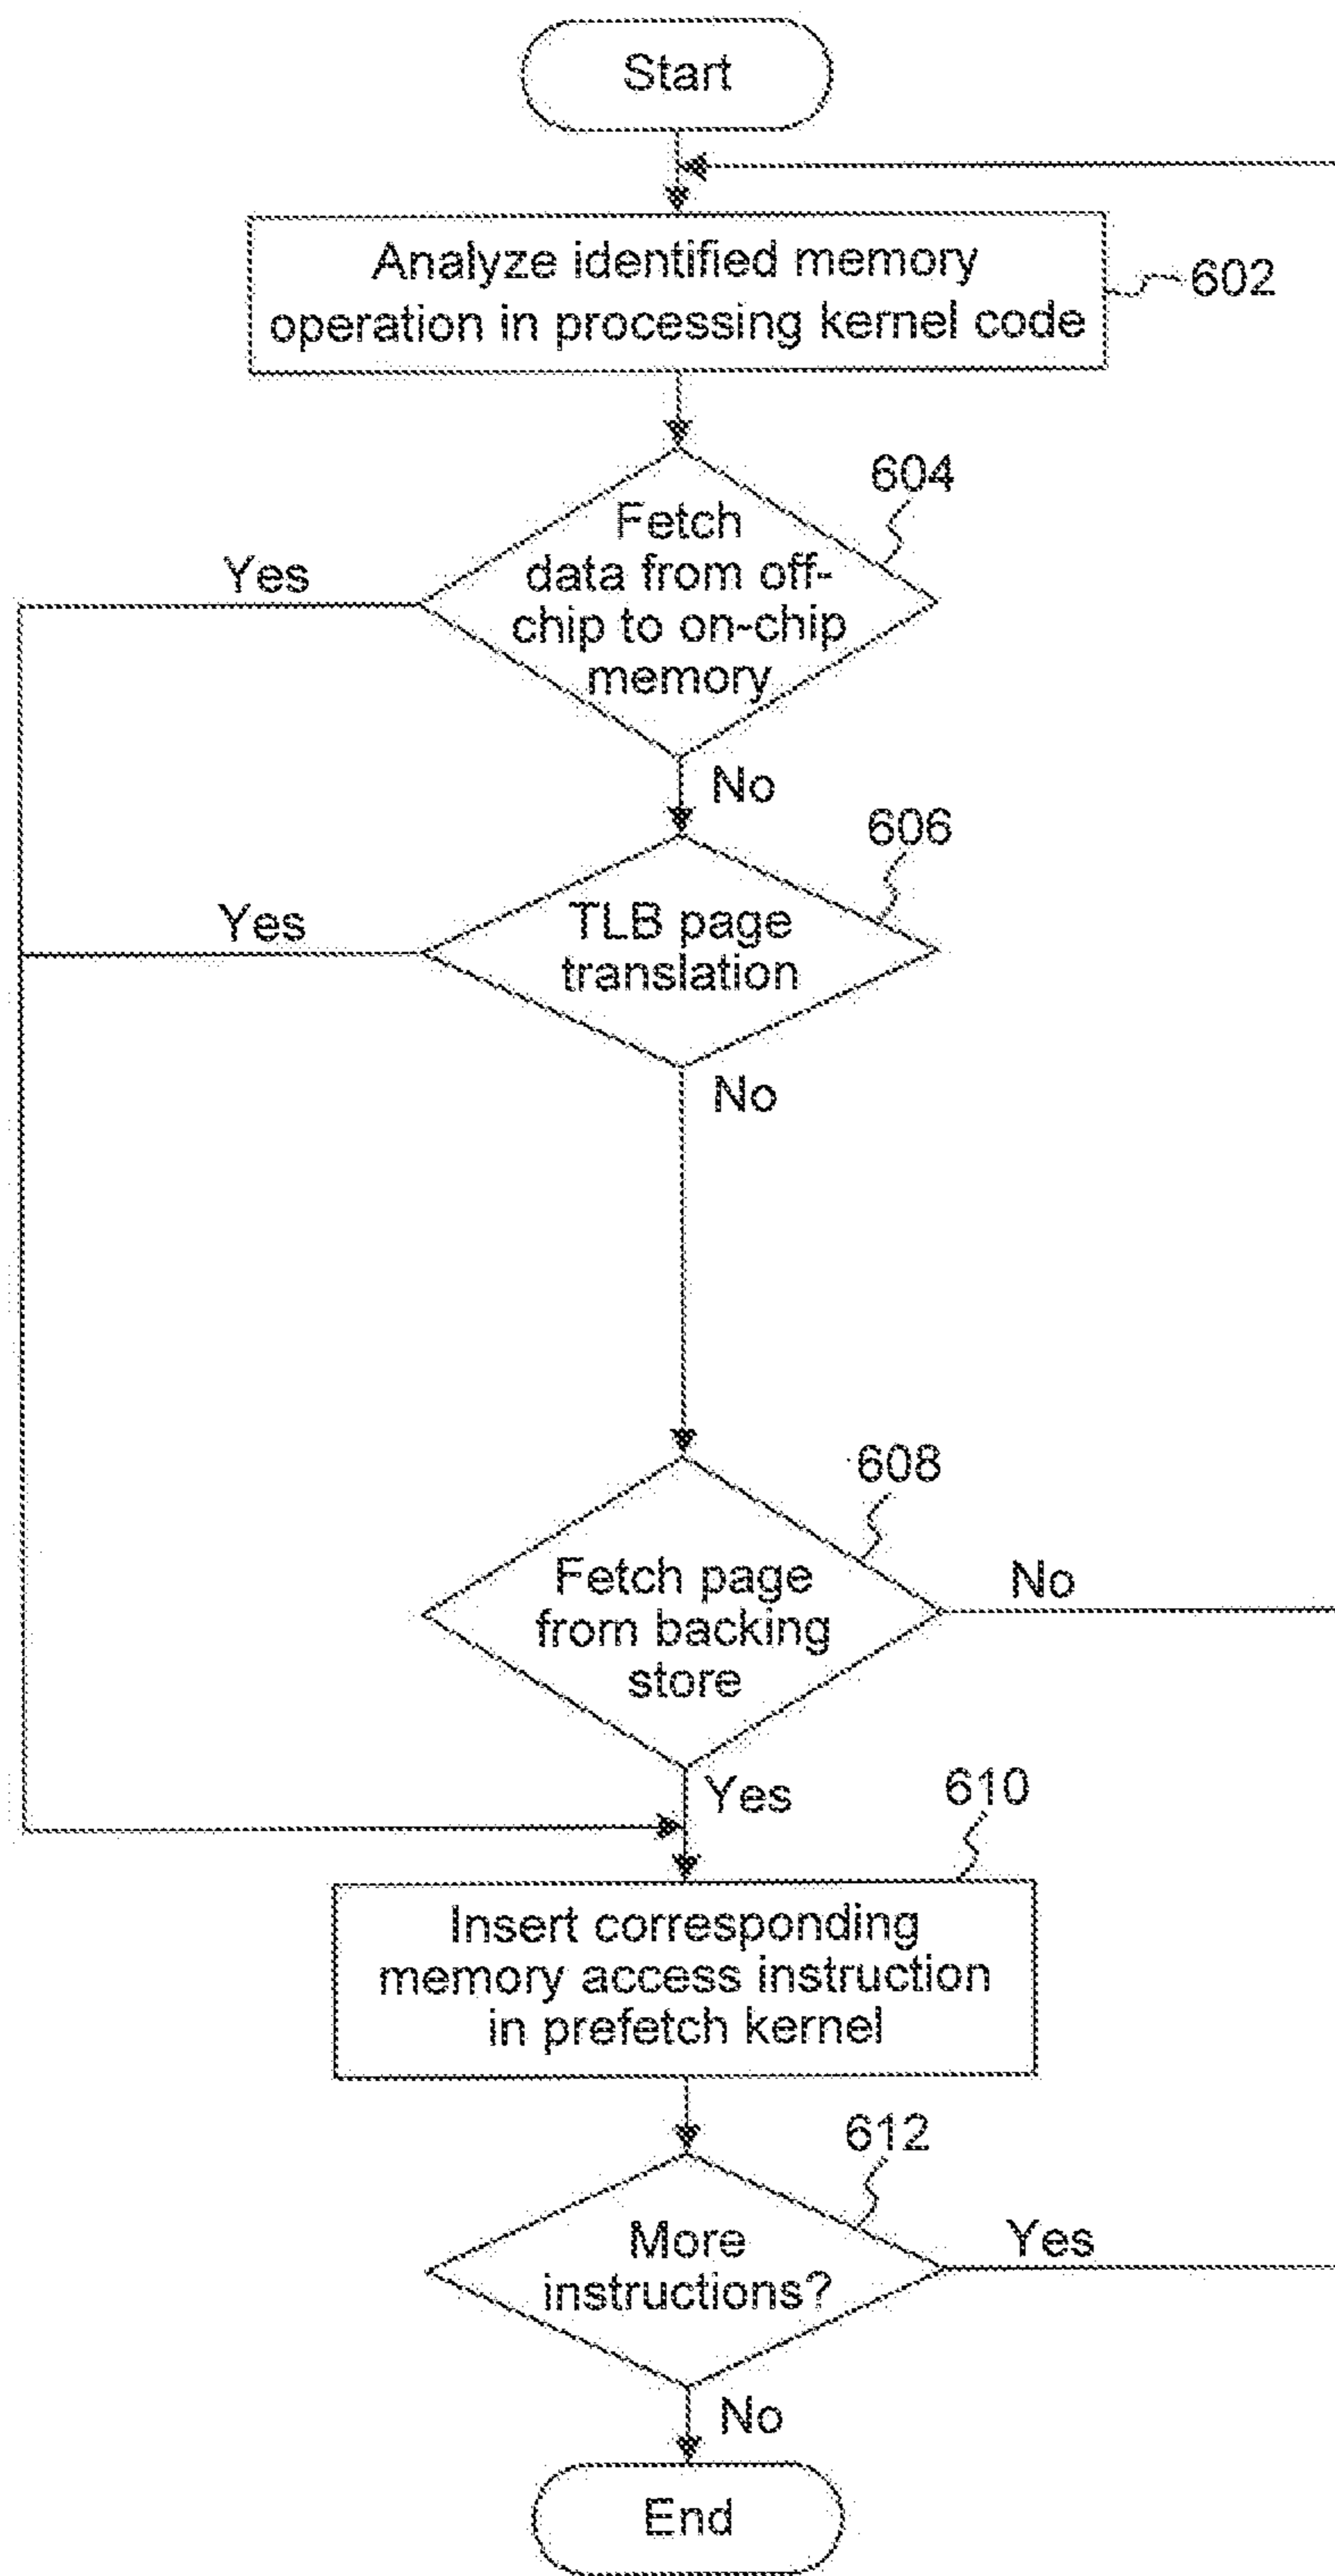 Start
Analyze identified memory
operation in processing kernel code
602
604
Fetch
data from off-
chip to on-chip
memory
Yes
No
606
TLB page
translation
Yes
No
608
Fetch page
from backing
store
No
Yes
610
Insert corresponding
memory access instruction
in prefetch kernel
612
More
instructions?
Yes
No
End